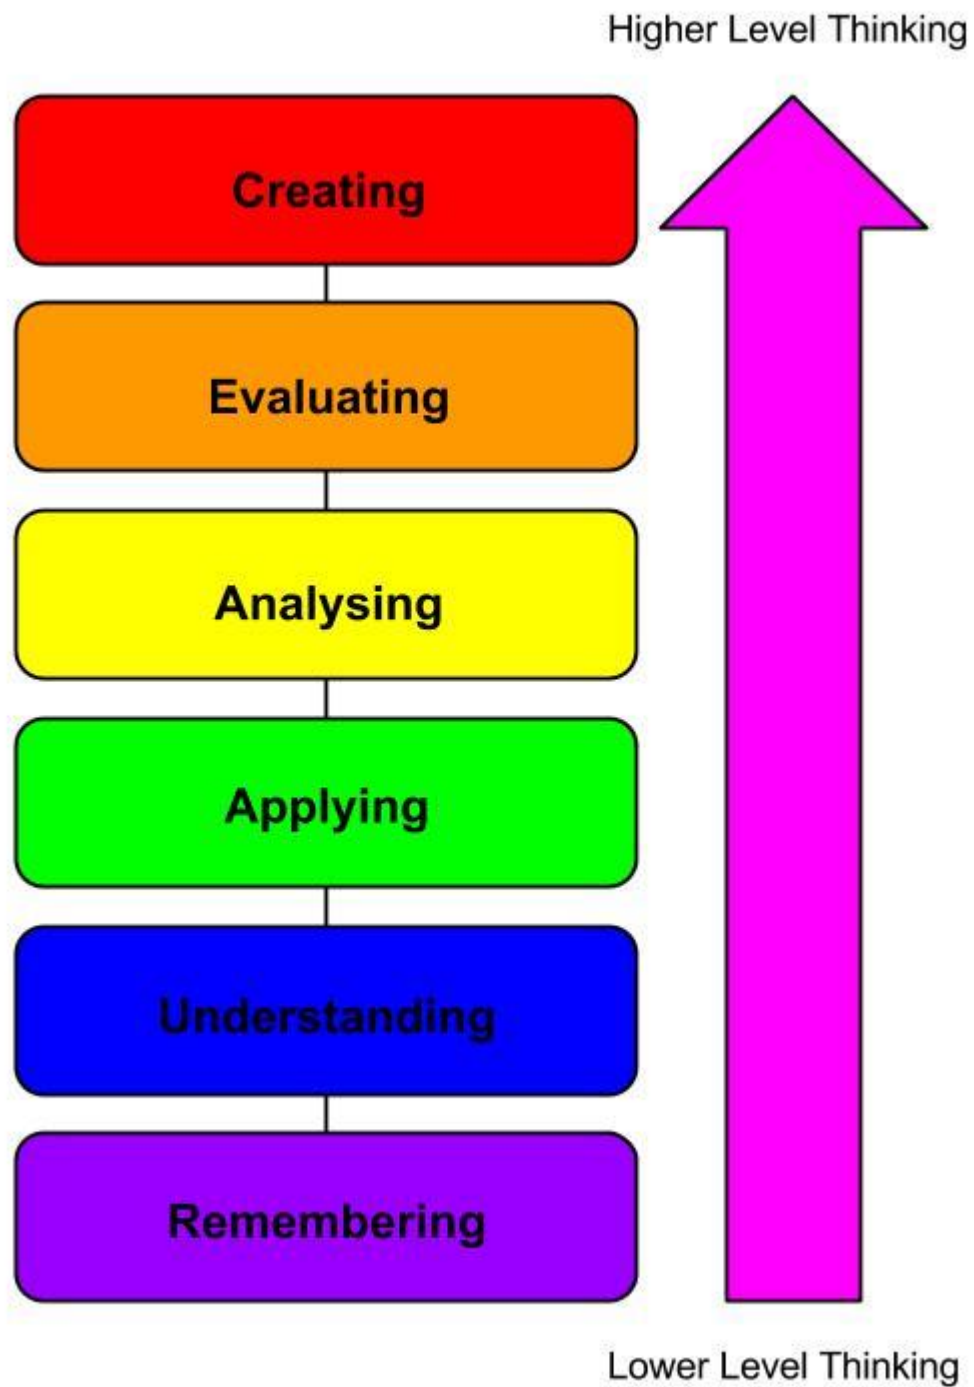 Higher Level Thinking
Creating
Evaluating
Analysing
Applying
Understanding
Remembering
Lower Level Thinking